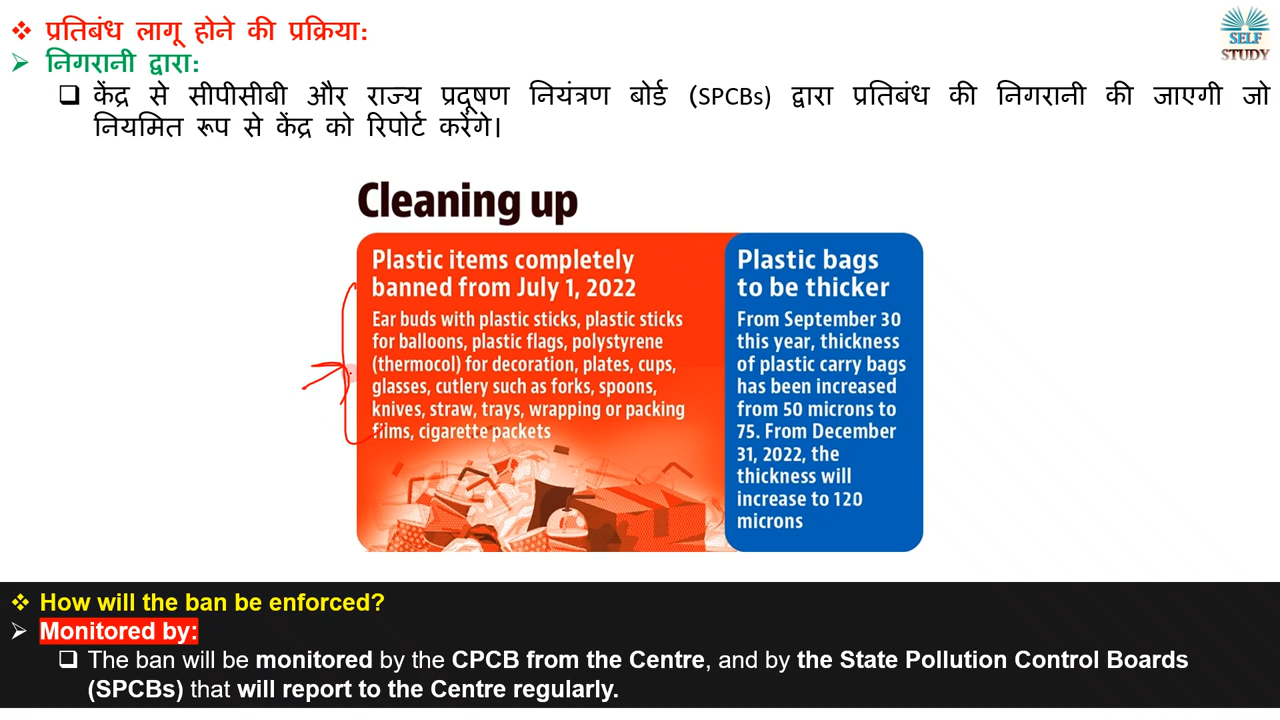 ❖ प्रतिबंध लागू होने की प्रक्रिया:
SELF
STUDY
➢ निगरानी द्वारा:
❑ केंद्र से सीपीसीबी और राज्य प्रदूषण नियंत्रण बोर्ड (SPCBs) द्वारा प्रतिबंध की निगरानी की जाएगी जो
नियमित रूप से केंद्र को रिपोर्ट करेंगे।
Cleaning up
Plastic items completely
banned from July 1, 2022
Ear buds with plastic sticks, plastic sticks
for balloons, plastic flags, polystyrene
(thermocol) for decoration, plates, cups,
glasses, cutlery such as forks, spoons,
knives, straw, trays, wrapping or packing
films, cigarette packets
Plastic bags
to be thicker
From September 30
this year, thickness
of plastic carry bags
has been increased
from 50 microns to
75. From December
31, 2022, the
thickness will
increase to 120
microns
❖ How will the ban be enforced?
➢ Monitored by:
❑ The ban will be monitored by the CPCB from the Centre, and by the State Pollution Control Boards
(SPCBs) that will report to the Centre regularly.